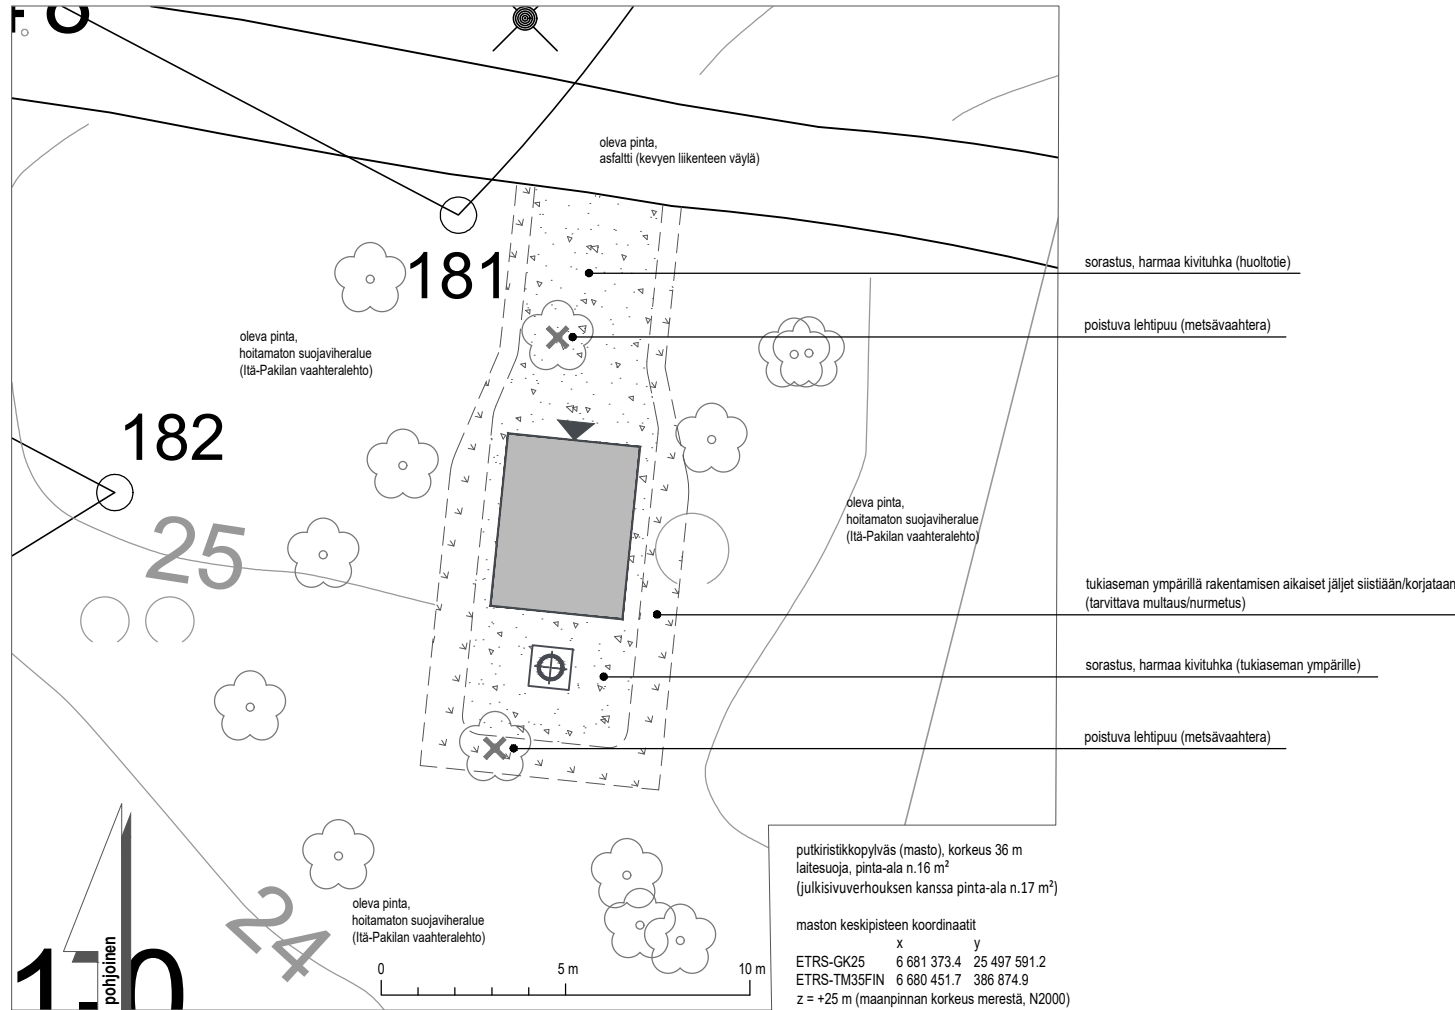 oleva pinta,
asfaltti (kevyen liikenteen väylä)
181
sorastus, harmaa kivituhka (huoltotie)
poistuva lehtipuu (metsävaahtera)
oleva pinta,
hoitamaton suojaviheralue
(Itä-Pakilan vaahteralehto)
182
25
oleva pinta,
hoitamaton suojaviheralue
(Itä-Pakilan vaahteralehto)
tukiaseman ympärillä rakentamisen aikaiset jäljet siistiään/korjataan
(tarvittava multaus/nurmetus)
sorastus, harmaa kivituhka (tukiaseman ympärille)
poistuva lehtipuu (metsävaahtera)
putkiristikkopylväs (masto), korkeus 36 m
laitesuoja, pinta-ala n.16 m²
(julkisivuverhouksen kanssa pinta-ala n.17 m²)
maston keskipisteen koordinaatit
x y
ETRS-GK25 6 681 373.4 25 497 591.2
ETRS-TM35FIN 6 680 451.7 386 874.9
z = +25 m (maanpinnan korkeus merestä, N2000)
oleva pinta,
hoitamaton suojaviheralue
(Itä-Pakilan vaahteralehto)
24
pohjoinen
0 5 m 10 m